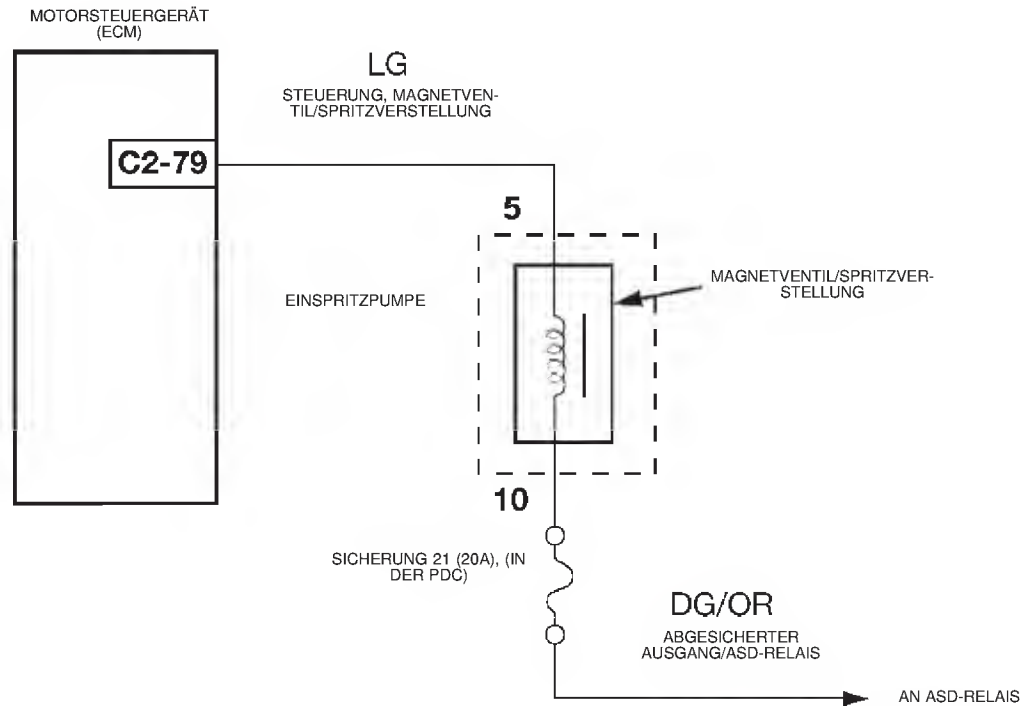 MOTORSTEUERGERÄT
(ECM)
LG
STEUERUNG, MAGNETVEN-
TIL/SPRITZVERSTELLUNG
C2-79
5
MAGNETVENTIL/SPRITZVER-
STELLUNG
EINSPRITZPUMPE
10
SICHERUNG 21 (20A), (IN
DER PDC)
DG/OR
ABGESICHERTER
AUSGANG/ASD-RELAIS
AN ASD-RELAIS